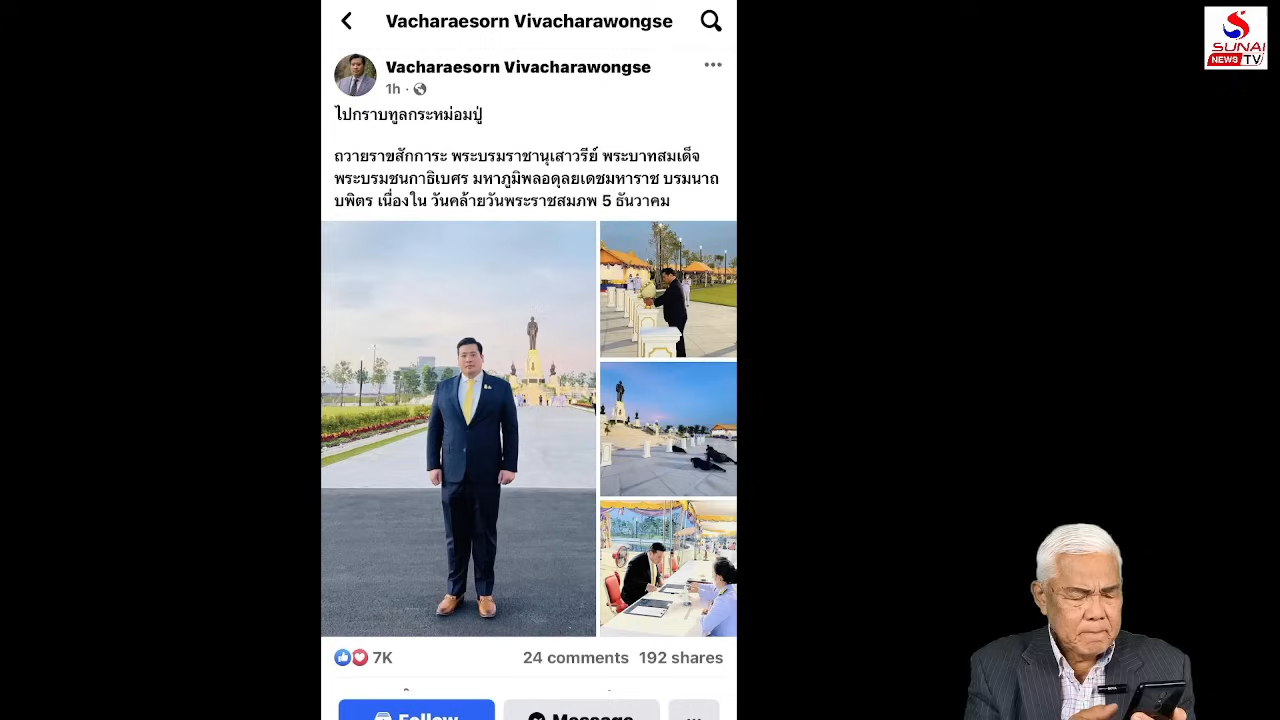 Vacharaesorn Vivacharawongse
Vacharaesorn Vivacharawongse
1h
ไปกราบทูลกระหม่อมปู่
ถวายราชสักการะ พระบรมราชานุเสาวรีย์ พระบาทสมเด็จ
พระบรมชนกาธิเบศร มหาภูมิพลอดุลยเดชมหาราช บรมนาถ
บพิตร เนื่องใน วันคล้ายวันพระราชสมภพ 5 ธันวาคม
7K
24 comments 192 shares
Follow
Message
SUNAI
NEWS TV